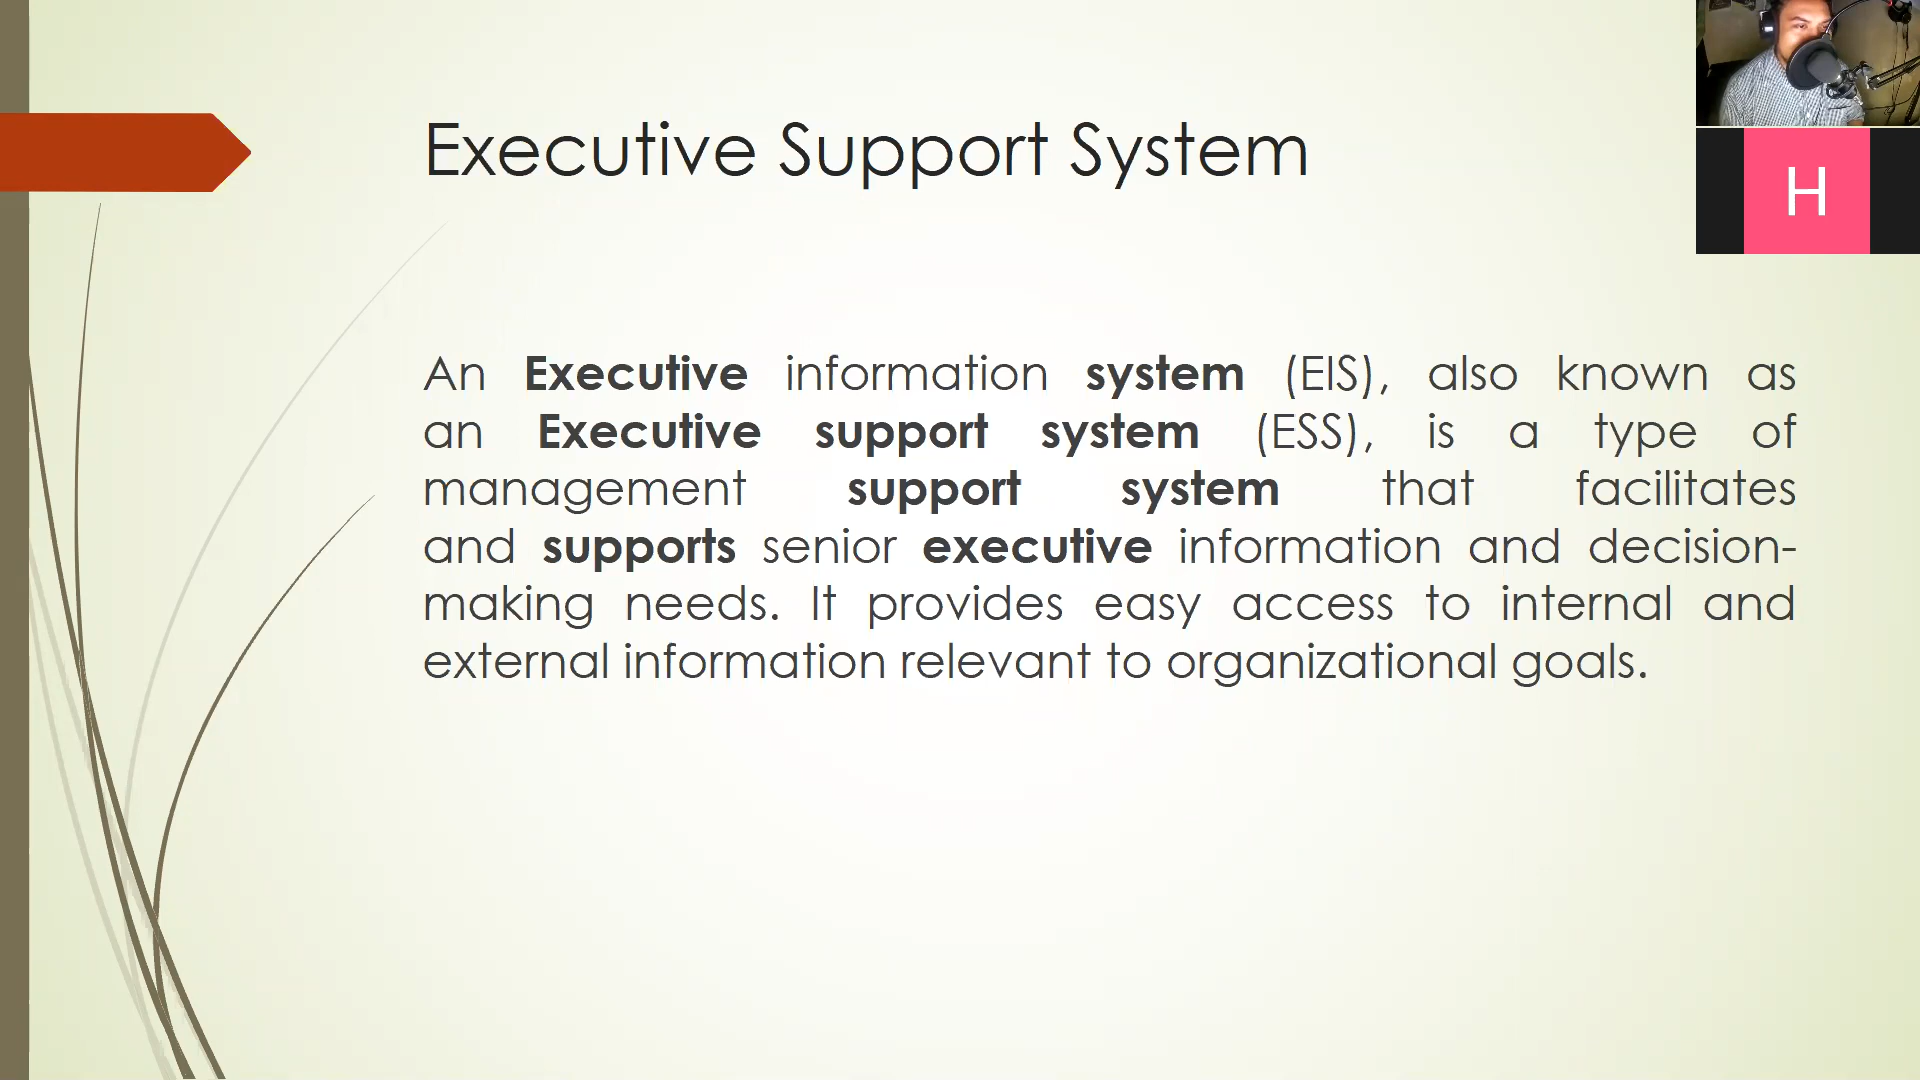 Executive Support System
H
An Executive information system (EIS), also known as
an Executive support system (ESS), is a type of
management support system that facilitates
and supports senior executive information and decision-
making needs. It provides easy access to internal and
external information relevant to organizational goals.